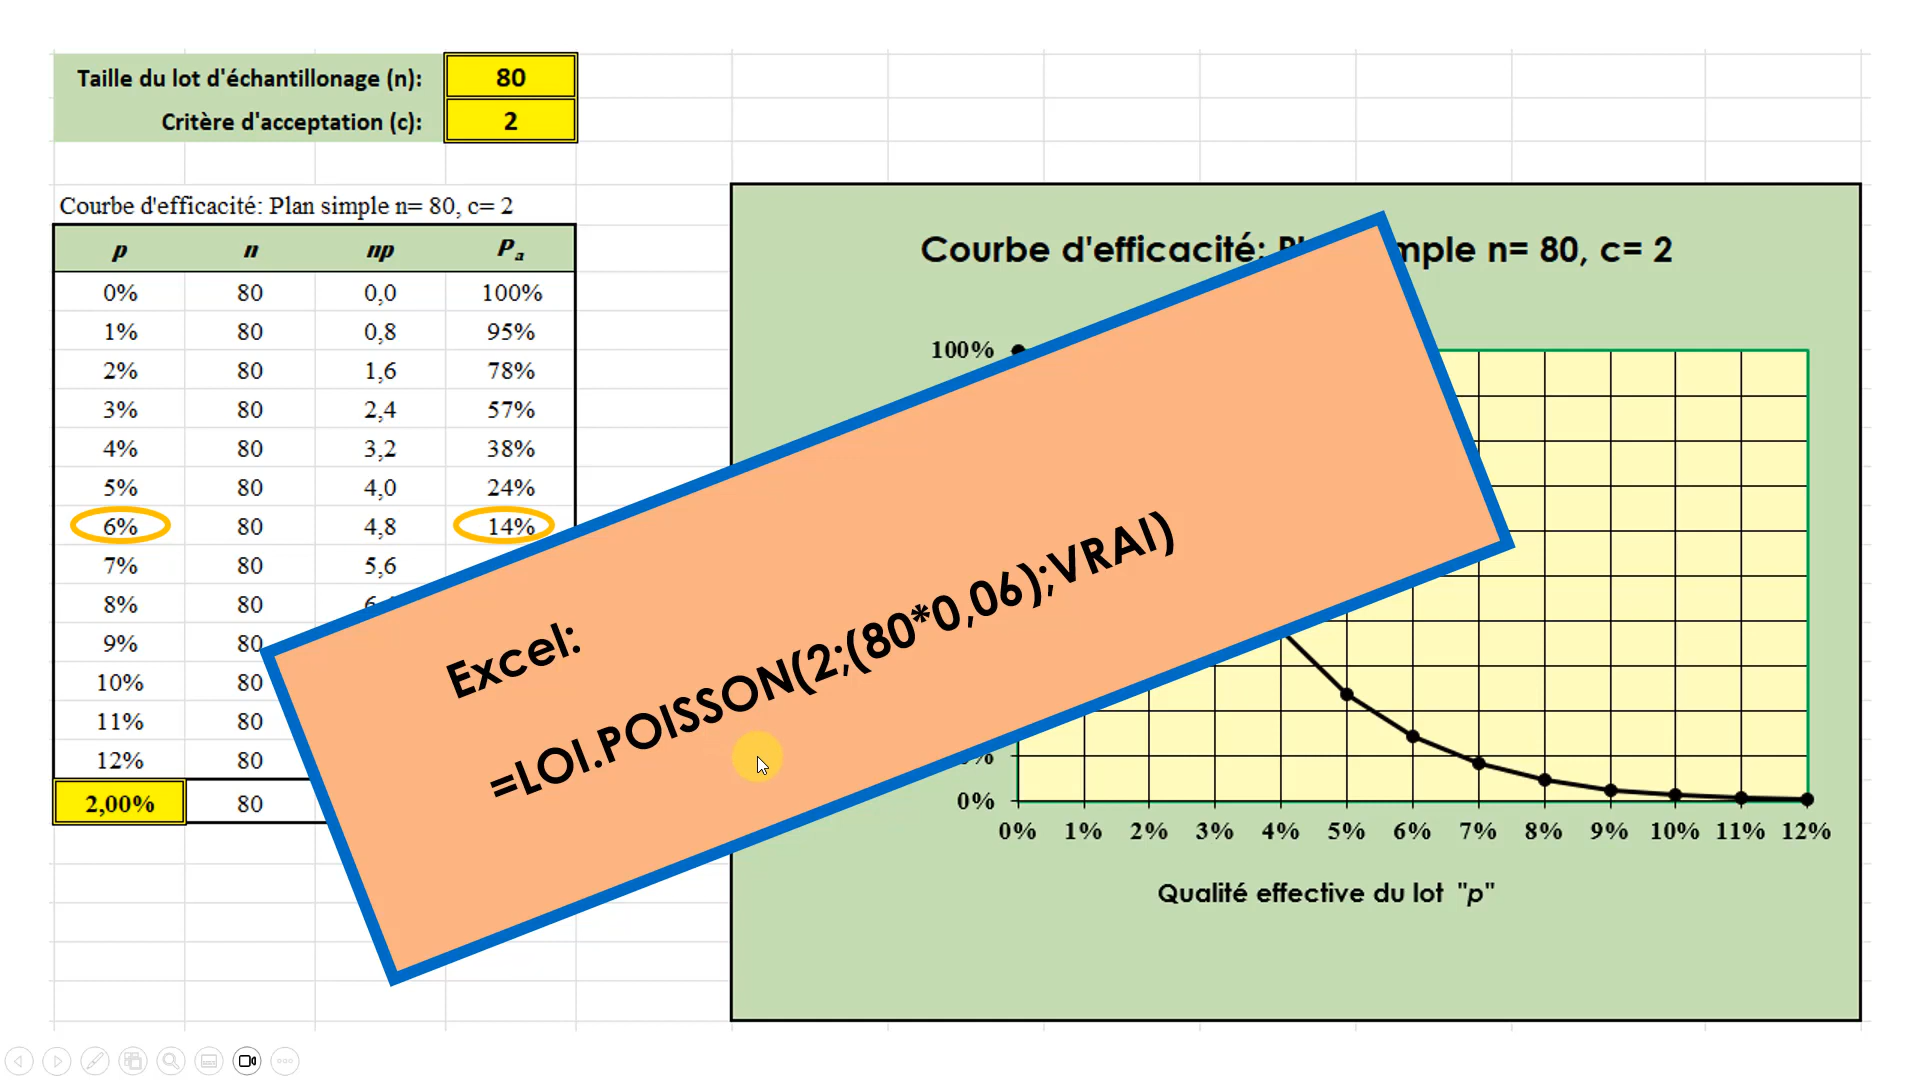 Taille du lot d'échantillonage (n): 80
Critère d'acceptation (c): 2
Courbe d'efficacité: Plan simple n= 80, c= 2
p n np Pa
0% 80 0,0 100%
1% 80 0,8 95%
2% 80 1,6 78%
3% 80 2,4 57%
4% 80 3,2 38%
5% 80 4,0 24%
6% 80 4,8 14%
7% 80 5,6
8% 80
9% 80
10% 80
11% 80
12% 80
2,00% 80
Excel:
=LOI.POISSON(2;(80*0,06);VRAI)
Courbe d'efficacité: simple n= 80, c= 2
100%
0%
0% 1% 2% 3% 4% 5% 6% 7% 8% 9% 10% 11% 12%
Qualité effective du lot "p"